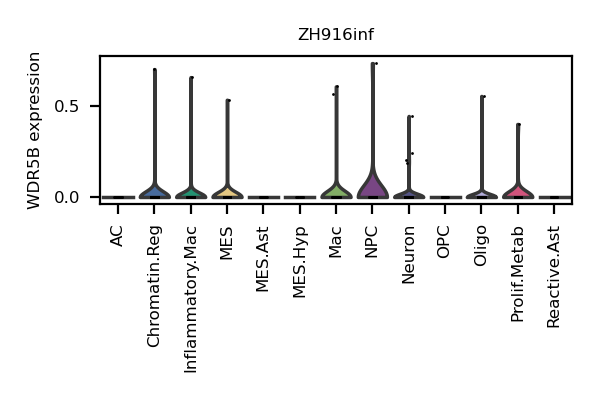 ZH916inf
WDR5B expression
0.5
0.0
AC
Chromatin.Reg
Inflammatory.Mac
MES
MES.Ast
MES.Hyp
Mac
NPC
Neuron
OPC
Oligo
Prolif.Metab
Reactive.Ast